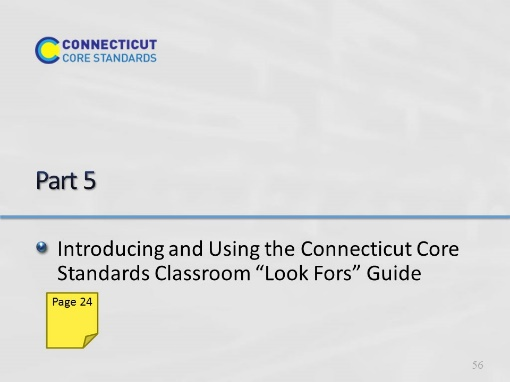 CONNECTICUT
CORE STANDARDS
Part 5
Introducing and Using the Connecticut Core
Standards Classroom “Look Fors” Guide
Page 24
56